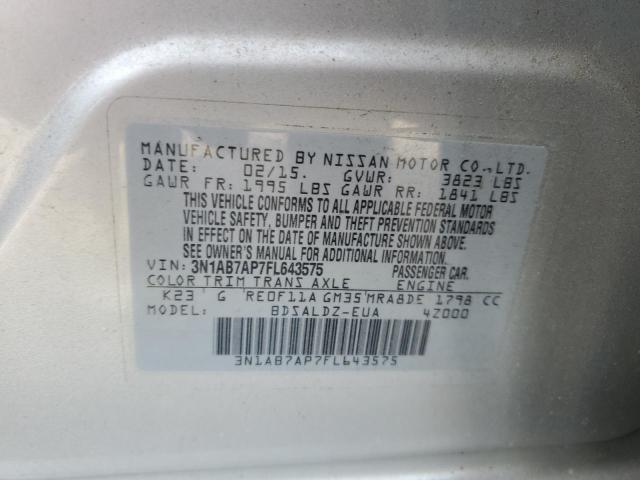 MANUFACTURED BY NISSAN MOTOR CO.,LTD.
DATE: 02/15. GVWR: 3823 LBS
GAWR FR: 1995 LBS GAWR RR: 1841 LBS
THIS VEHICLE CONFORMS TO ALL APPLICABLE FEDERAL MOTOR
VEHICLE SAFETY, BUMPER AND THEFT PREVENTION STANDARDS
IN EFFECT ON THE DATE OF MANUFACTURE SHOWN ABOVE.
SEE OWNER'S MANUAL FOR ADDITIONAL INFORMATION
VIN: 3N1AB7AP7FL643575 PASSENGER CAR.
COLOR TRIM TRANS AXLE ENGINE
K23 G RE0F11A GM35 MRA8DE 1798 CC
MODEL: BDSALDZ-EUA 4Z000
3N1AB7AP7FL643575